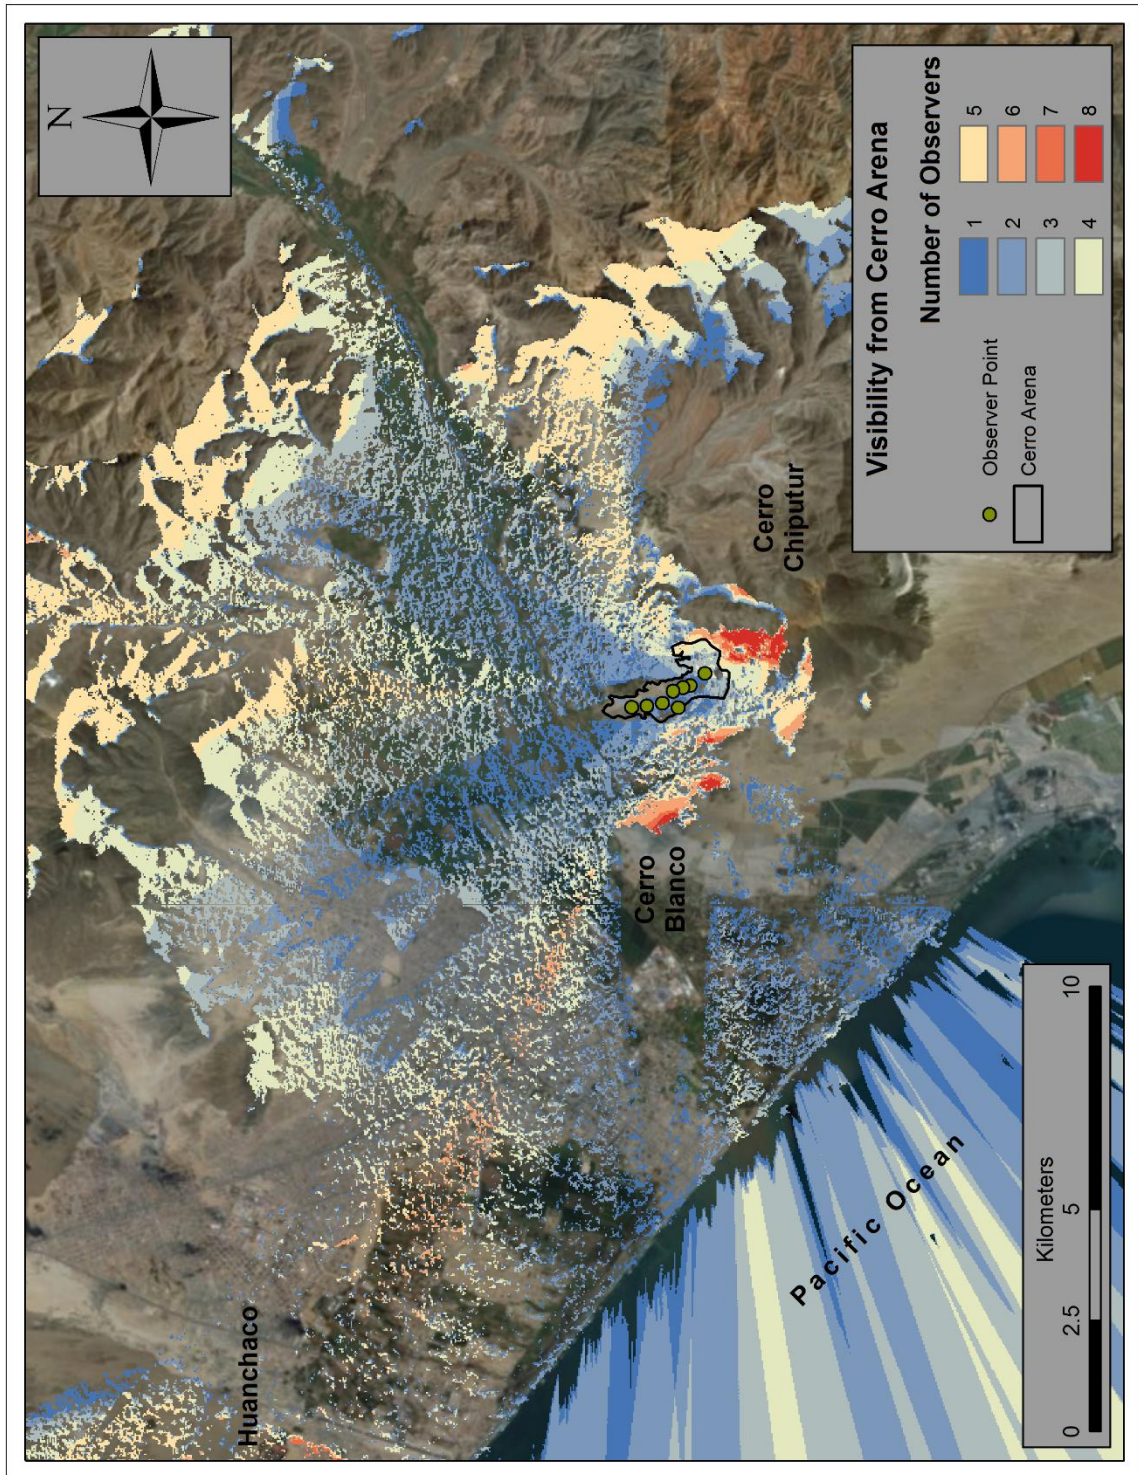 N
Visibility from Cerro Arena
Number of Observers
Observer Point
Cerro Arena
1
2
3
4
5
6
7
8
Huanchaco
Cerro
Blanco
Cerro
Chiputur
Pacific Ocean
Kilometers
0
2.5
5
10